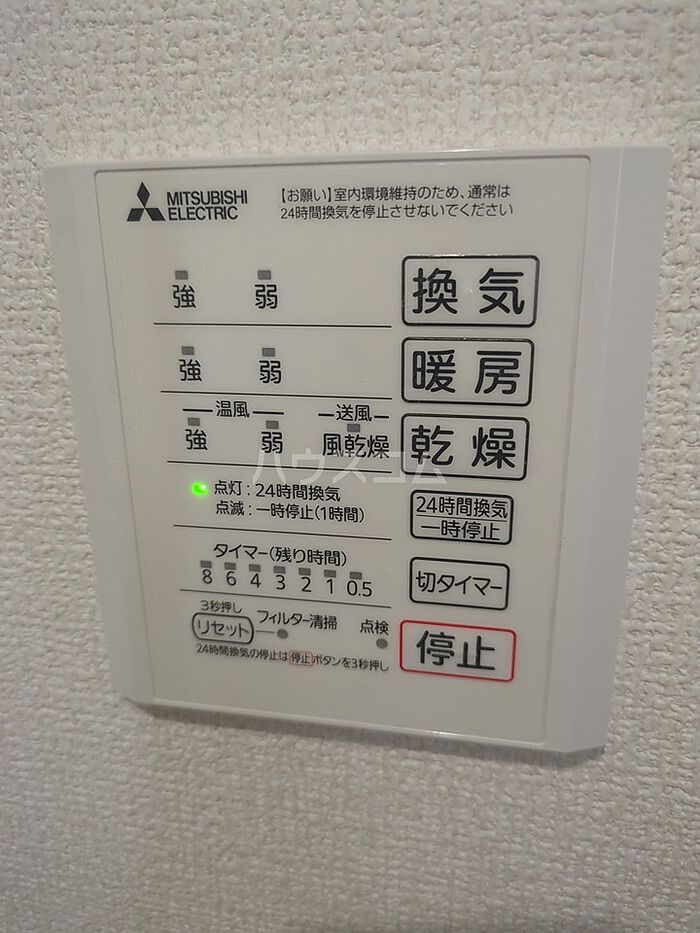 MITSUBISHI
ELECTRIC
【お願い】室内環境維持のため、通常は
24時間換気を停止させないでください
強 弱 換気
強 弱 暖房
温風 送風
強 弱 風乾燥 乾燥
ハウスコム
点灯:24時間換気
点滅:一時停止(1時間)
24時間換気
一時停止
タイマー(残り時間)
8 6 4 3 2 1 0.5
切タイマー
3秒押し
リセット フィルター清掃 点検
24時間換気の停止は停止ボタンを3秒押し
停止